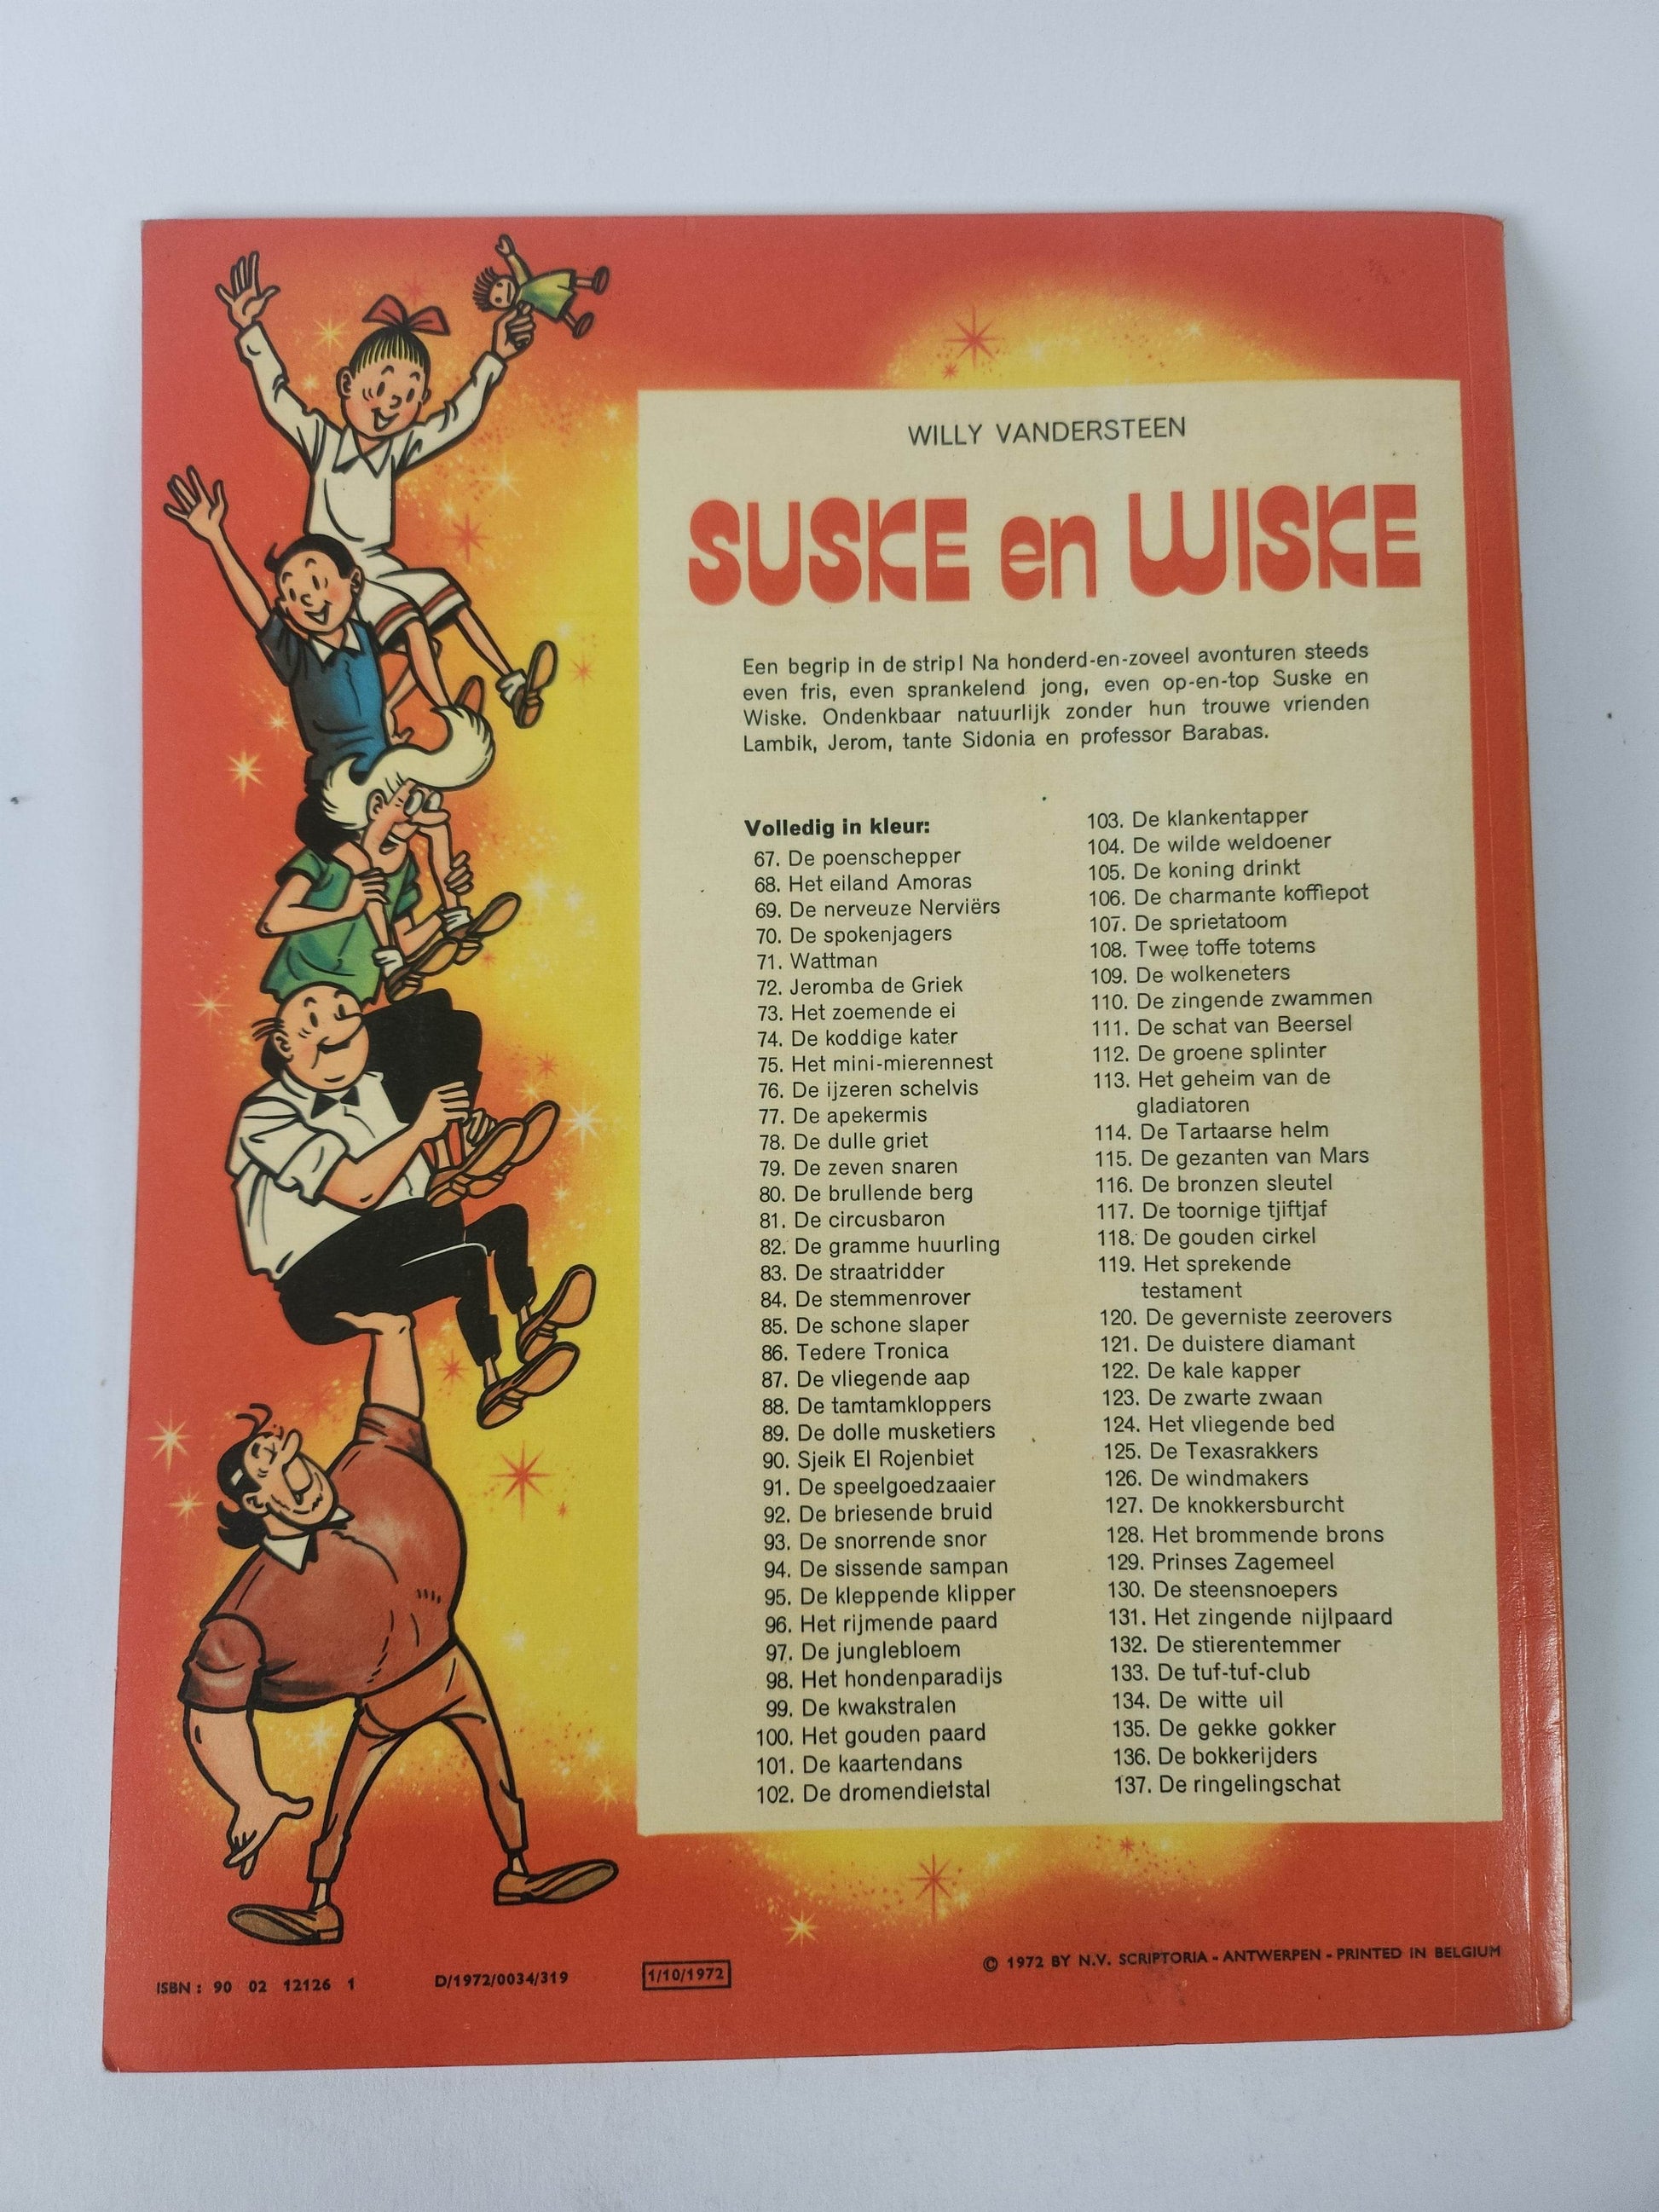 WILLY VANDERSTEEN
SUSKE en WISKE
Een begrip in de strip! Na honderd-en-zoveel avonturen steeds
even fris, even sprankelend jong, even op-en-top Suske en
Wiske. Ondenkbaar natuurlijk zonder hun trouwe vrienden
Lambik, Jerom, tante Sidonia en professor Barabas.
Volledig in kleur:
67. De poenschepper
68. Het eiland Amoras
69. De nerveuze Nerviërs
70. De spokenjagers
71. Wattman
72. Jeromba de Griek
73. Het zoemende ei
74. De koddige kater
75. Het mini-mierennest
76. De ijzeren schelvis
77. De apekermis
78. De dulle griet
79. De zeven snaren
80. De brullende berg
81. De circusbaron
82. De gramme huurling
83. De straatridder
84. De stemmenrover
85. De schone slaper
86. Tedere Tronica
87. De vliegende aap
88. De tamtamkloppers
89. De dolle musketiers
90. Sjeik El Rojenbiet
91. De speelgoedzaaier
92. De briesende bruid
93. De snorrende snor
94. De sissende sampan
95. De kleppende klipper
96. Het rijmende paard
97. De junglebloem
98. Het hondenparadijs
99. De kwakstralen
100. Het gouden paard
101. De kaartendans
102. De dromendiefstal
103. De klankentapper
104. De wilde weldoener
105. De koning drinkt
106. De charmante koffiepot
107. De sprietatoom
108. Twee toffe totems
109. De wolkeneters
110. De zingende zwammen
111. De schat van Beersel
112. De groene splinter
113. Het geheim van de
gladiatoren
114. De Tartaarse helm
115. De gezanten van Mars
116. De bronzen sleutel
117. De toornige tjiftjaf
118. De gouden cirkel
119. Het sprekende
testament
120. De geverniste zeerovers
121. De duistere diamant
122. De kale kapper
123. De zwarte zwaan
124. Het vliegende bed
125. De Texasrakkers
126. De windmakers
127. De knokkersburcht
128. Het brommende brons
129. Prinses Zagemeel
130. De steensnoepers
131. Het zingende nijlpaard
132. De stierentemmer
133. De tuf-tuf-club
134. De witte uil
135. De gekke gokker
136. De bokkerijders
137. De ringelingschat
ISBN : 90 02 12126 1
D/1972/0034/319
1/10/1972
© 1972 BY N.V. SCRIPTORIA - ANTWERPEN - PRINTED IN BELGIUM